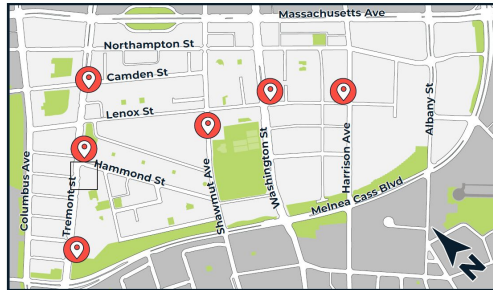 Massachusetts Ave
Northampton St
Camden St
Lenox St
Hammond St
Columbus Ave
Tremont st
Shawmut Ave
Washington St
Harrison Ave
Albany St
Melnea Cass Blvd
N